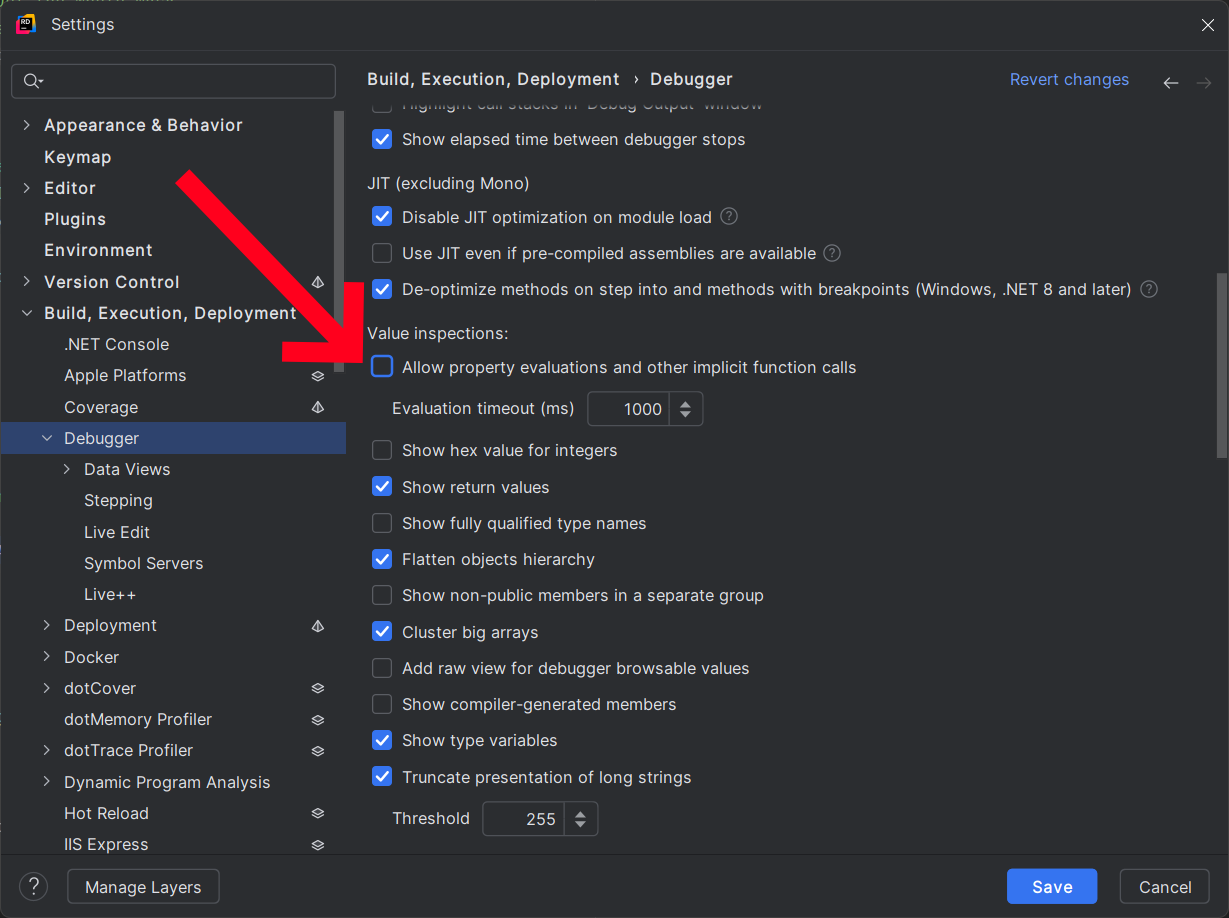 RD
Settings
Build, Execution, Deployment › Debugger
Revert changes
Appearance & Behavior
Keymap
Editor
Plugins
Environment
Version Control
Build, Execution, Deployment
.NET Console
Apple Platforms
Coverage
Debugger
Data Views
Stepping
Live Edit
Symbol Servers
Live++
Deployment
Docker
dotCover
dotMemory Profiler
dotTrace Profiler
Dynamic Program Analysis
Hot Reload
IIS Express
Highlight call stacks in 'Debug Output' window
Show elapsed time between debugger stops
JIT (excluding Mono)
Disable JIT optimization on module load ?
Use JIT even if pre-compiled assemblies are available ?
De-optimize methods on step into and methods with breakpoints (Windows, .NET 8 and later) ?
Value inspections:
Allow property evaluations and other implicit function calls
Evaluation timeout (ms) 1000
Show hex value for integers
Show return values
Show fully qualified type names
Flatten objects hierarchy
Show non-public members in a separate group
Cluster big arrays
Add raw view for debugger browsable values
Show compiler-generated members
Show type variables
Truncate presentation of long strings
Threshold 255
? Manage Layers
Save Cancel